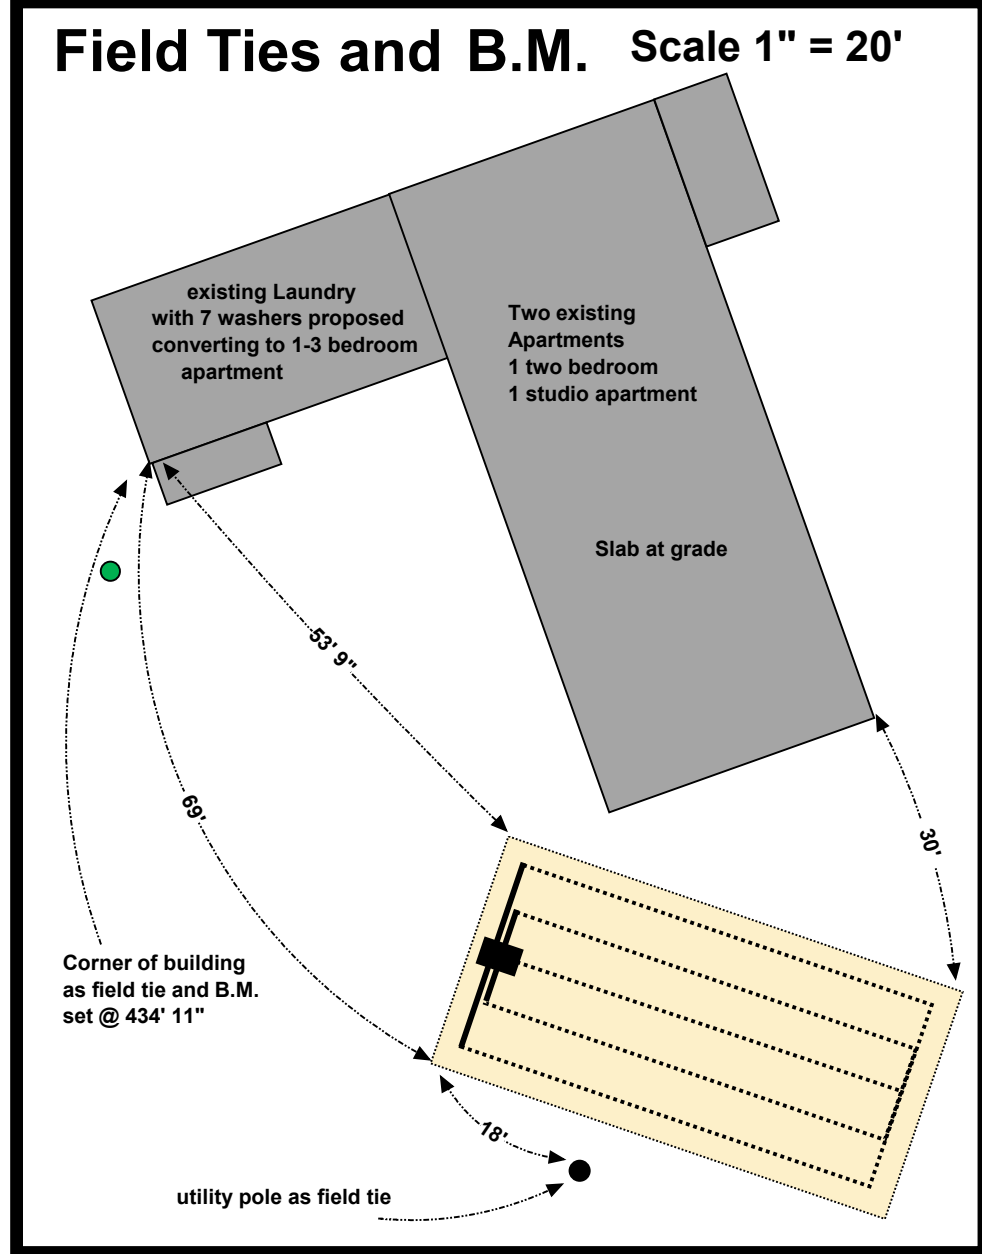 Field Ties and B.M. Scale 1" = 20'
existing Laundry
with 7 washers proposed
converting to 1-3 bedroom
apartment
Two existing
Apartments
1 two bedroom
1 studio apartment
Slab at grade
53' 9"
69'
30'
Corner of building
as field tie and B.M.
set @ 434' 11"
18'
utility pole as field tie